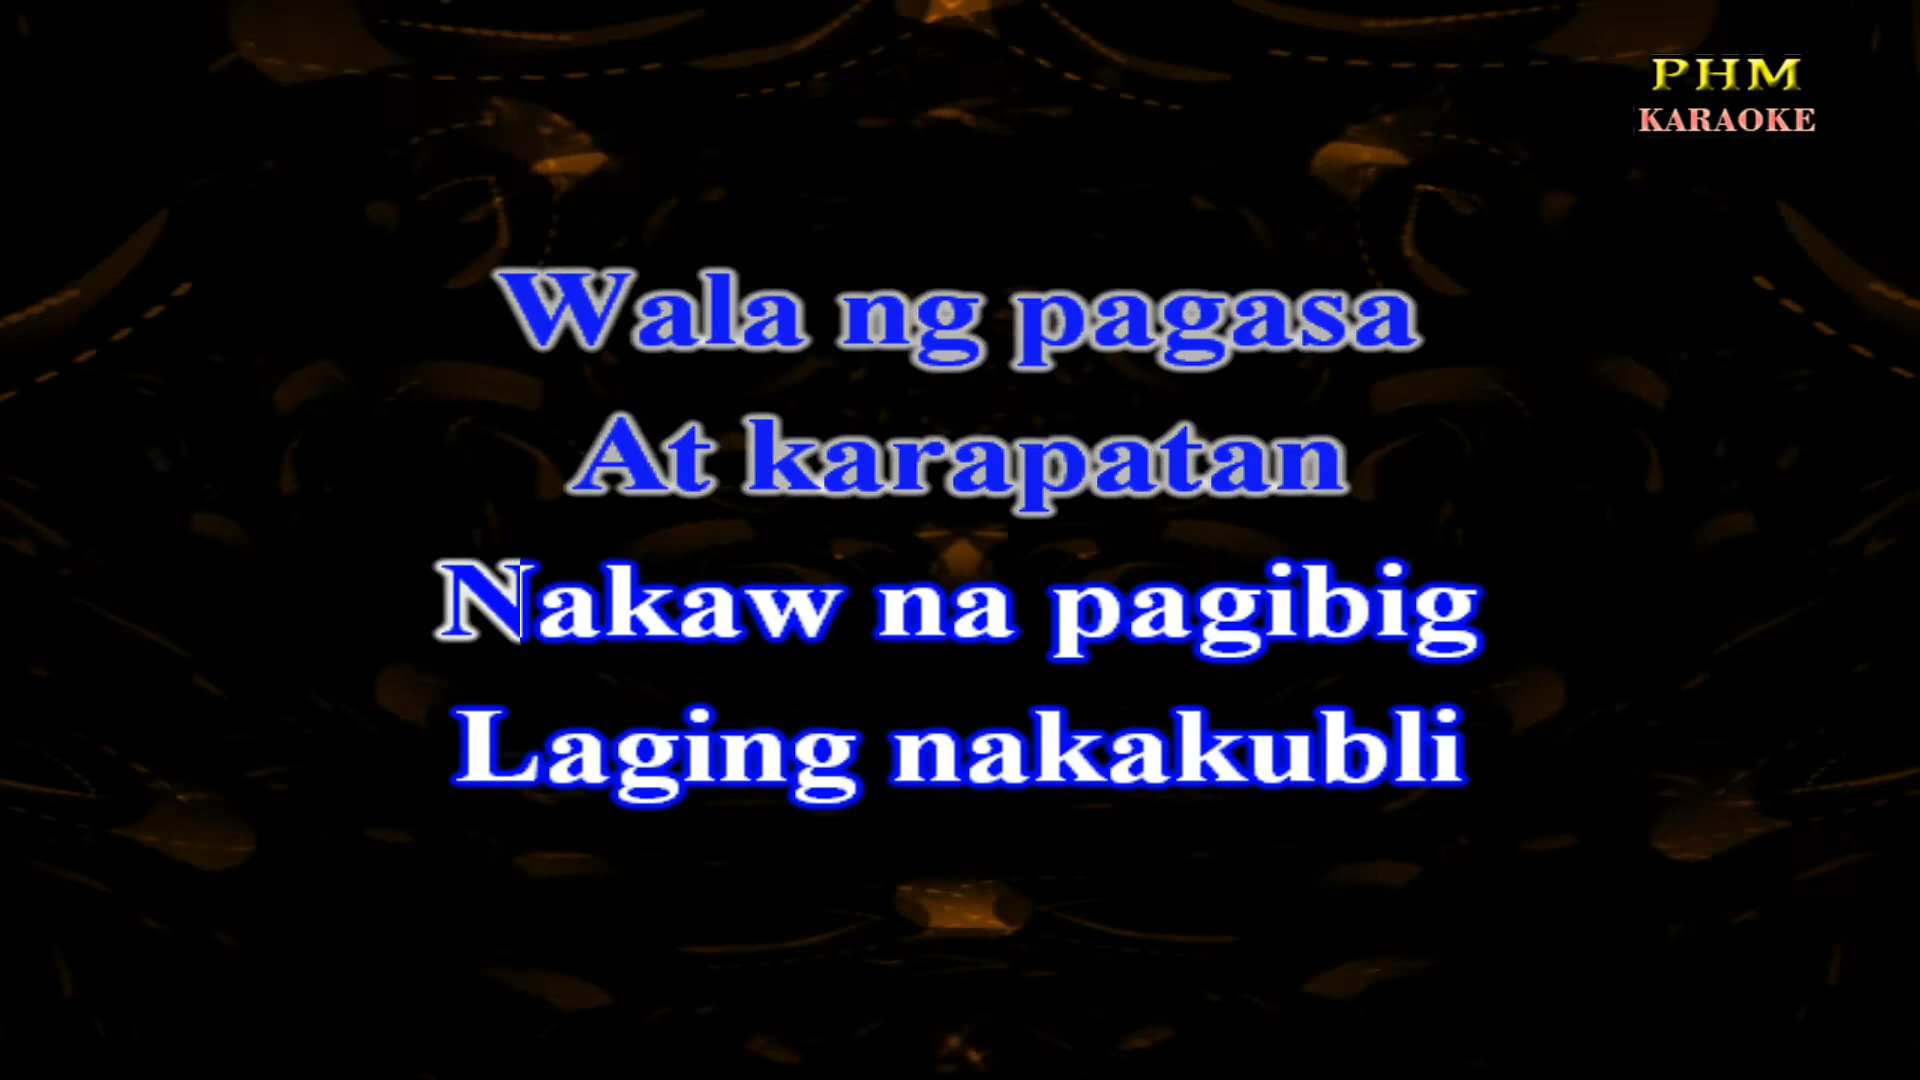 PHM
KARAOKE
Wala ng pagasa
At karapatan
Nakaw na pagibig
Laging nakakubli